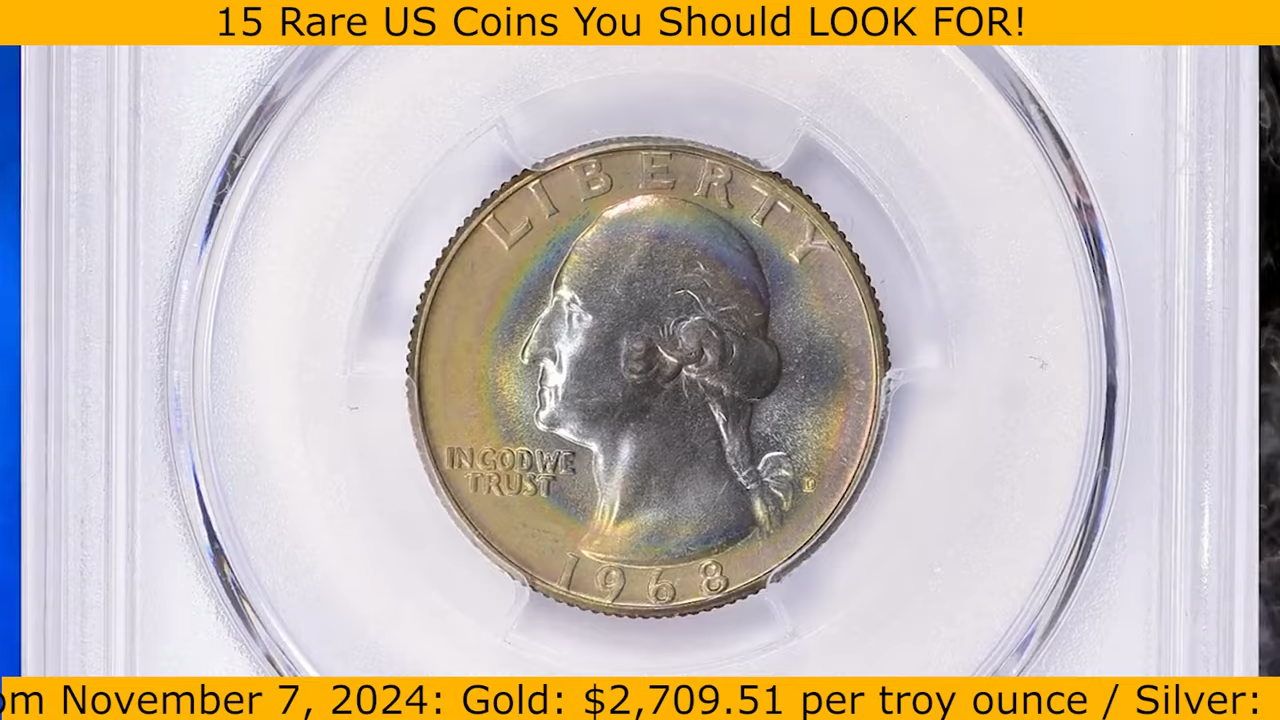 15 Rare US Coins You Should LOOK FOR!
LIBERTY
IN GOD WE
TRUST
D
1968
om November 7, 2024: Gold: $2,709.51 per troy ounce / Silver: